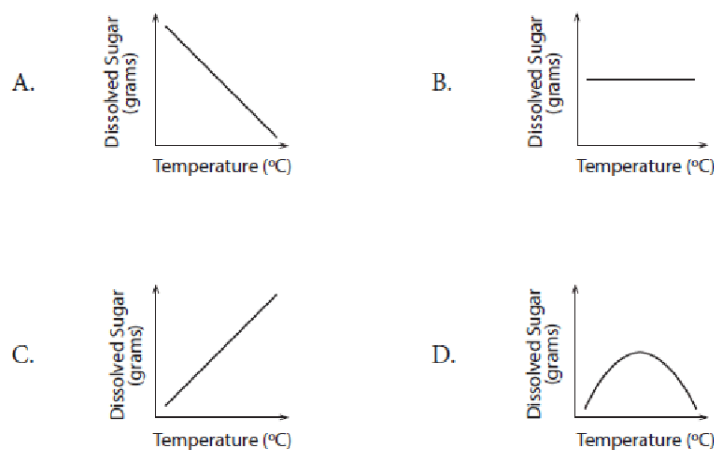 A.
Dissolved Sugar
(grams)
Temperature (ºC)
B.
Dissolved Sugar
(grams)
Temperature (ºC)
C.
Dissolved Sugar
(grams)
Temperature (ºC)
D.
Dissolved Sugar
(grams)
Temperature (ºC)